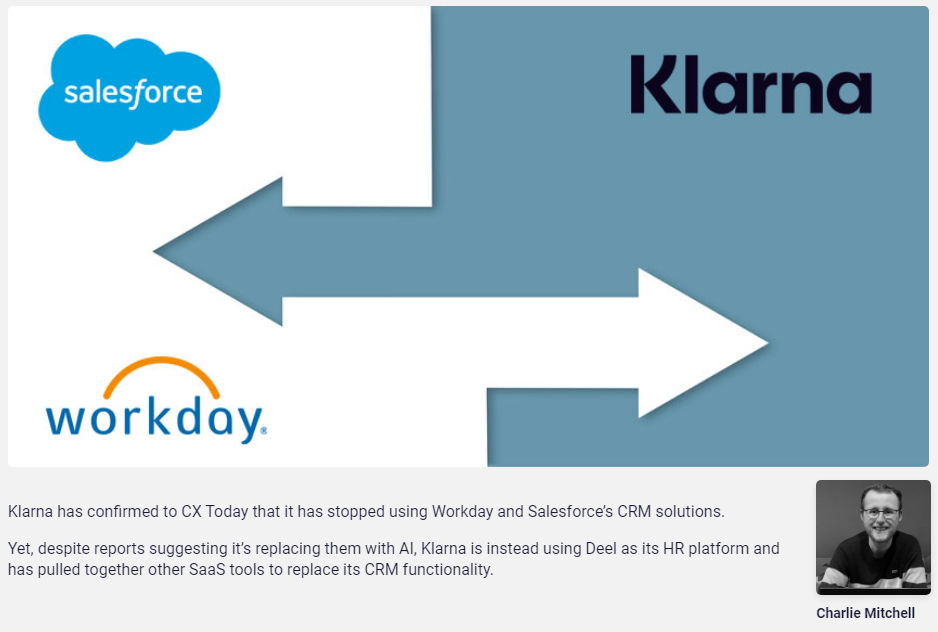 salesforce
Klarna
workday®
Klarna has confirmed to CX Today that it has stopped using Workday and Salesforce’s CRM solutions.
Yet, despite reports suggesting it’s replacing them with AI, Klarna is instead using Deel as its HR platform and
has pulled together other SaaS tools to replace its CRM functionality.
Charlie Mitchell